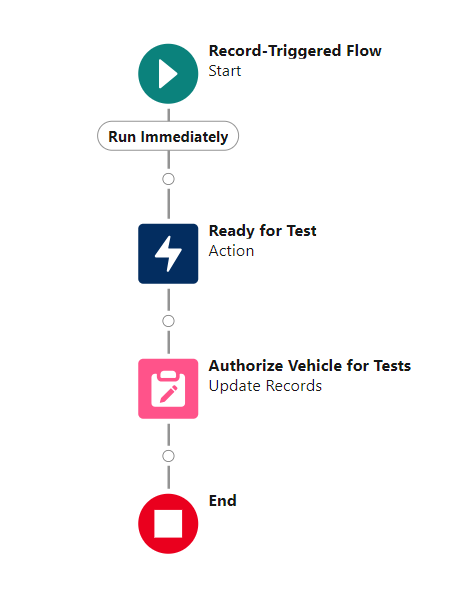 Record-Triggered Flow
Start
Run Immediately
Ready for Test
Action
Authorize Vehicle for Tests
Update Records
End